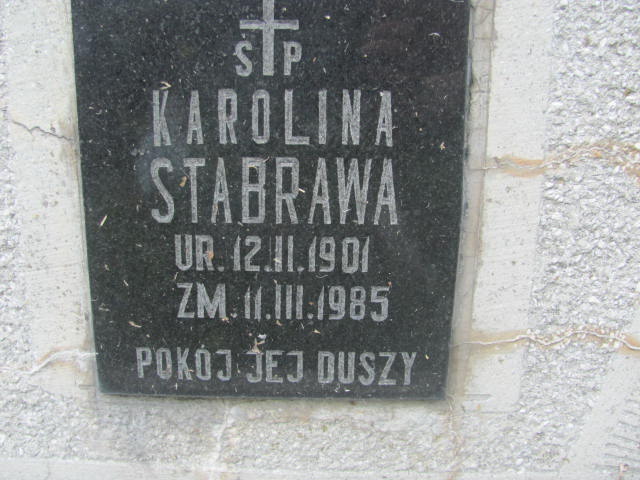 Ś P
KAROLINA
STABRAWA
UR. 12.II.1901
ZM. 11.III.1985
POKÓJ JEJ DUSZY